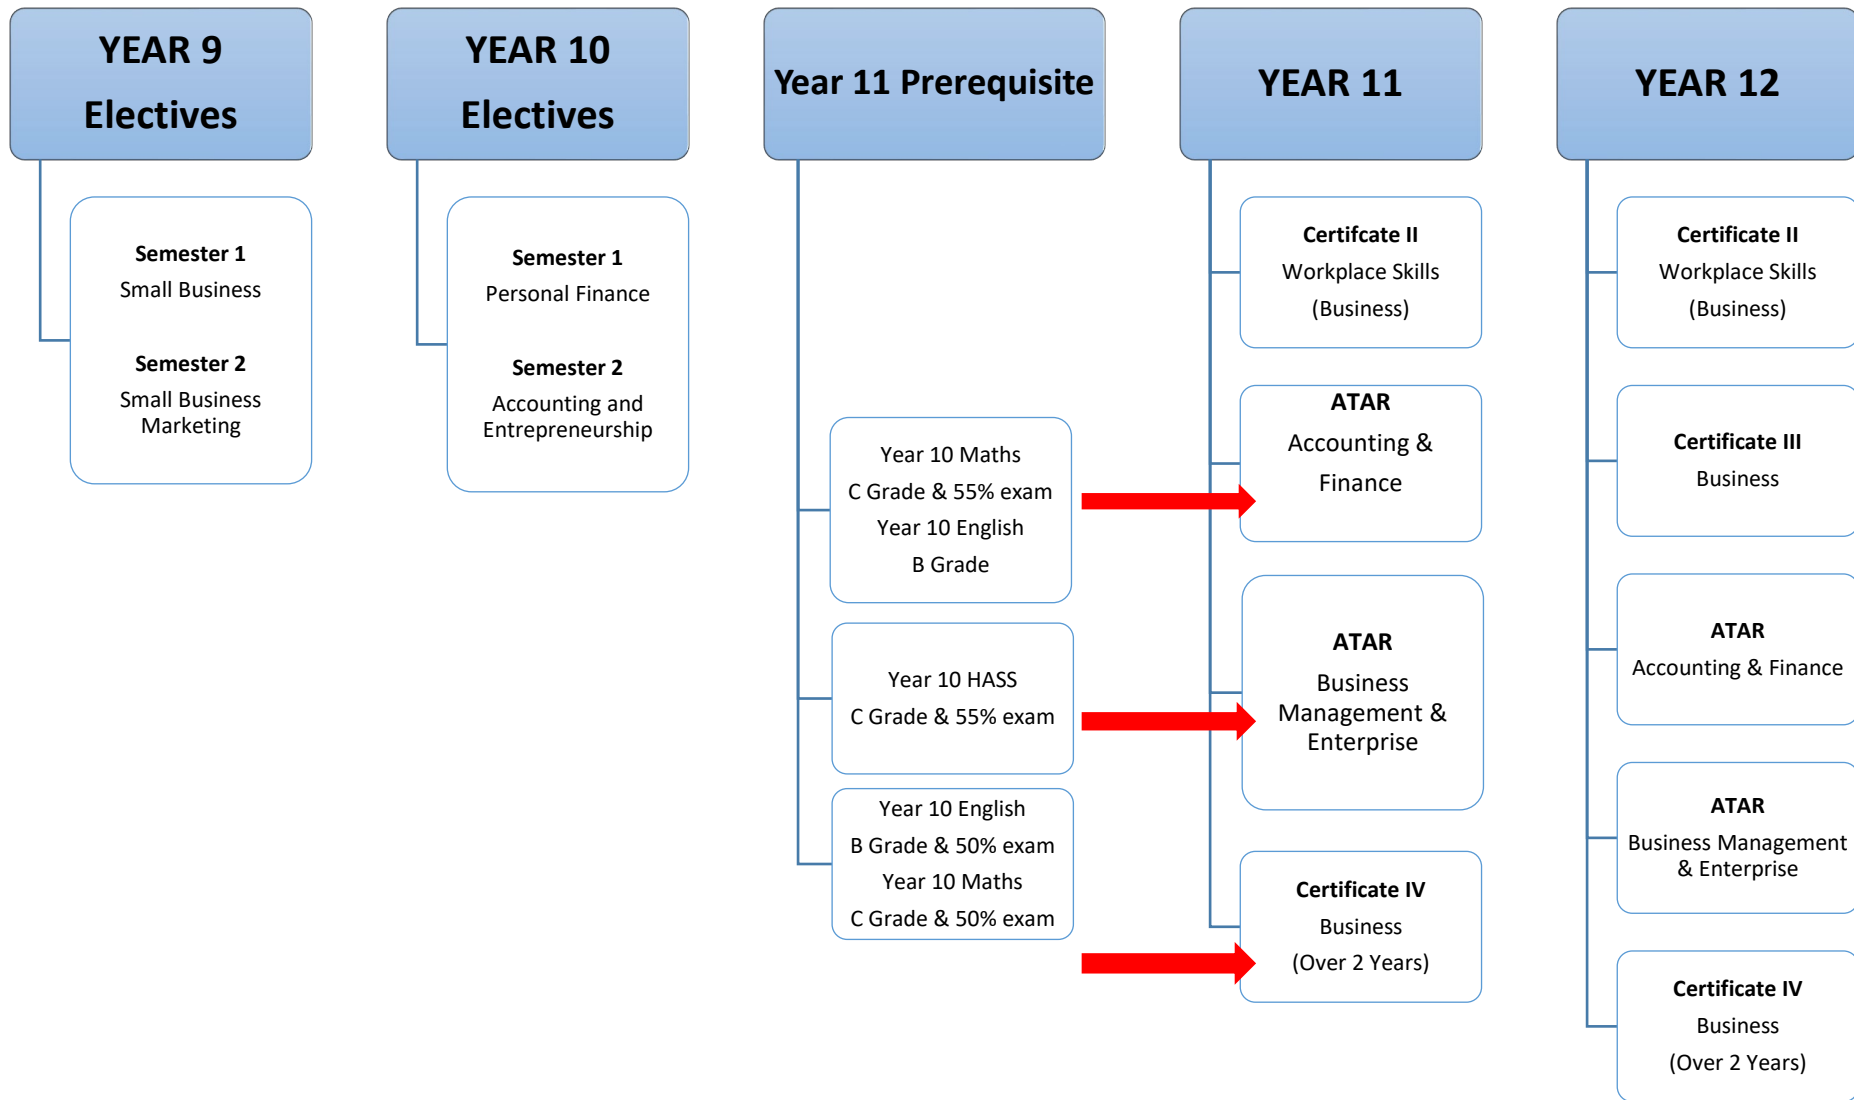 YEAR 9
Electives
Semester 1
Small Business
Semester 2
Small Business
Marketing
YEAR 10
Electives
Semester 1
Personal Finance
Semester 2
Accounting and
Entrepreneurship
Year 11 Prerequisite
Year 10 Maths
C Grade & 55% exam
Year 10 English
B Grade
Year 10 HASS
C Grade & 55% exam
Year 10 English
B Grade & 50% exam
Year 10 Maths
C Grade & 50% exam
YEAR 11
Certifcate II
Workplace Skills
(Business)
ATAR
Accounting &
Finance
ATAR
Business
Management &
Enterprise
Certificate IV
Business
(Over 2 Years)
YEAR 12
Certificate II
Workplace Skills
(Business)
Certificate III
Business
ATAR
Accounting & Finance
ATAR
Business Management
& Enterprise
Certificate IV
Business
(Over 2 Years)